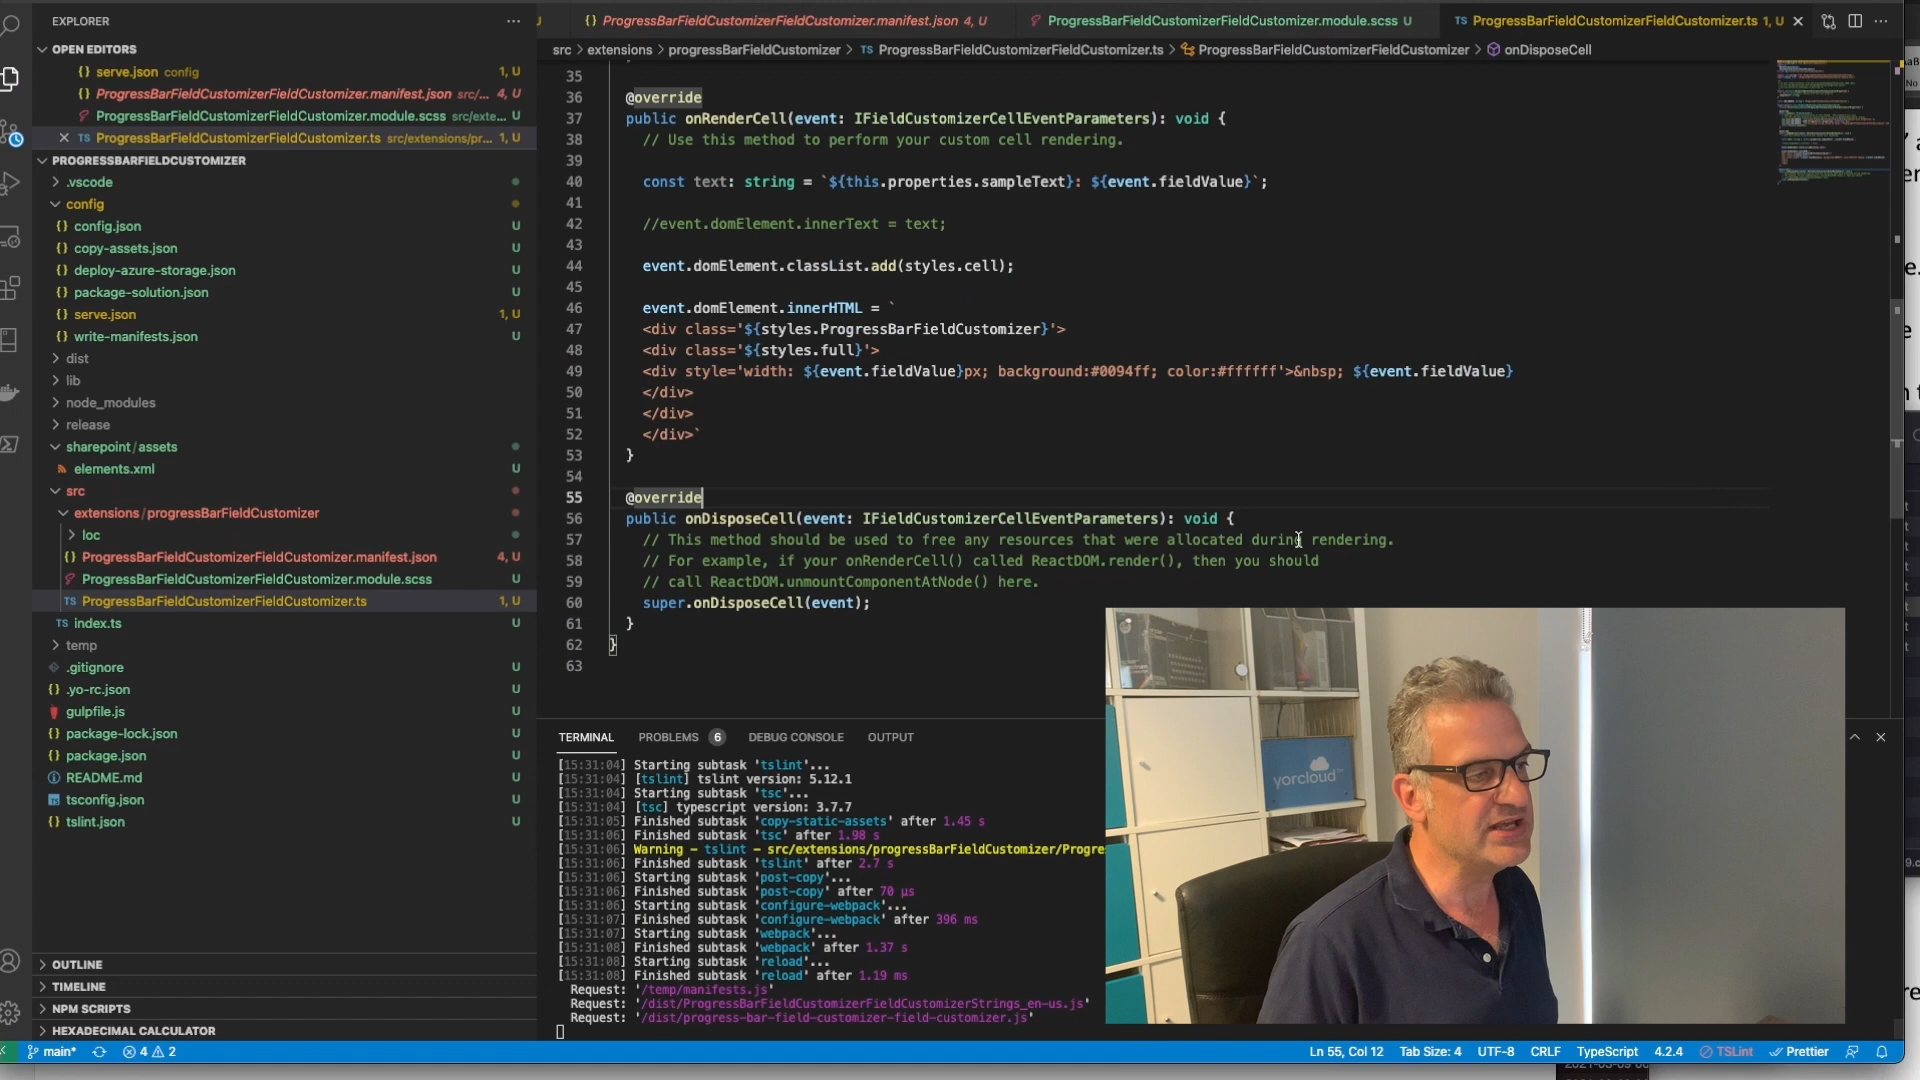 EXPLORER
ProgressBarFieldCustomizerFieldCustomizer.manifest.json 4, U
ProgressBarFieldCustomizerFieldCustomizer.module.scss U
TS ProgressBarFieldCustomizerFieldCustomizer.ts 1, U
src > extensions > progressBarFieldCustomizer > TS ProgressBarFieldCustomizerFieldCustomizer.ts > ProgressBarFieldCustomizerFieldCustomizer > onDisposeCell
OPEN EDITORS
serve.json config 1, U
ProgressBarFieldCustomizerFieldCustomizer.manifest.json src/... 4, U
ProgressBarFieldCustomizerFieldCustomizer.module.scss src/exte... U
TS ProgressBarFieldCustomizerFieldCustomizer.ts src/extensions/pr... 1, U
PROGRESSBARFIELDCUSTOMIZER
.vscode
config
config.json U
copy-assets.json U
deploy-azure-storage.json U
package-solution.json U
serve.json 1, U
write-manifests.json U
dist
lib
node_modules
release
sharepoint/assets
elements.xml U
src
extensions/progressBarFieldCustomizer
loc
ProgressBarFieldCustomizerFieldCustomizer.manifest.json 4, U
ProgressBarFieldCustomizerFieldCustomizer.module.scss U
TS ProgressBarFieldCustomizerFieldCustomizer.ts 1, U
TS index.ts U
temp
.gitignore U
.yo-rc.json U
gulpfile.js U
package-lock.json U
package.json U
README.md U
tsconfig.json U
tslint.json U
OUTLINE
TIMELINE
NPM SCRIPTS
HEXADECIMAL CALCULATOR
35
36 @override
37 public onRenderCell(event: IFieldCustomizerCellEventParameters): void {
38 // Use this method to perform your custom cell rendering.
39
40 const text: string = `${this.properties.sampleText}: ${event.fieldValue}`;
41
42 //event.domElement.innerText = text;
43
44 event.domElement.classList.add(styles.cell);
45
46 event.domElement.innerHTML = `
47 <div class='${styles.ProgressBarFieldCustomizer}'>
48 <div class='${styles.full}'>
49 <div style='width: ${event.fieldValue}px; background:#0094ff; color:#ffffff'>&nbsp; ${event.fieldValue}
50 </div>
51 </div>
52 </div>`
53 }
54
55 @override
56 public onDisposeCell(event: IFieldCustomizerCellEventParameters): void {
57 // This method should be used to free any resources that were allocated during rendering.
58 // For example, if your onRenderCell() called ReactDOM.render(), then you should
59 // call ReactDOM.unmountComponentAtNode() here.
60 super.onDisposeCell(event);
61 }
62 }
63
TERMINAL PROBLEMS 6 DEBUG CONSOLE OUTPUT
[15:31:04] Starting subtask 'tslint'...
[15:31:04] [tslint] tslint version: 5.12.1
[15:31:04] Starting subtask 'tsc'...
[15:31:04] [tsc] typescript version: 3.7.7
[15:31:05] Finished subtask 'copy-static-assets' after 1.45 s
[15:31:06] Finished subtask 'tsc' after 1.98 s
[15:31:06] Warning - tslint - src/extensions/progressBarFieldCustomizer/Progre
[15:31:06] Finished subtask 'tslint' after 2.7 s
[15:31:06] Starting subtask 'post-copy'...
[15:31:06] Finished subtask 'post-copy' after 70 μs
[15:31:06] Starting subtask 'configure-webpack'...
[15:31:07] Finished subtask 'configure-webpack' after 396 ms
[15:31:07] Starting subtask 'webpack'...
[15:31:08] Finished subtask 'webpack' after 1.37 s
[15:31:08] Starting subtask 'reload'...
[15:31:08] Finished subtask 'reload' after 1.19 ms
Request: '/temp/manifests.js'
Request: '/dist/ProgressBarFieldCustomizerFieldCustomizerStrings_en-us.js'
Request: '/dist/progress-bar-field-customizer-field-customizer.js'
yorcloud
main* 4 2 Ln 55, Col 12 Tab Size: 4 UTF-8 CRLF TypeScript 4.2.4 TSLint Prettier